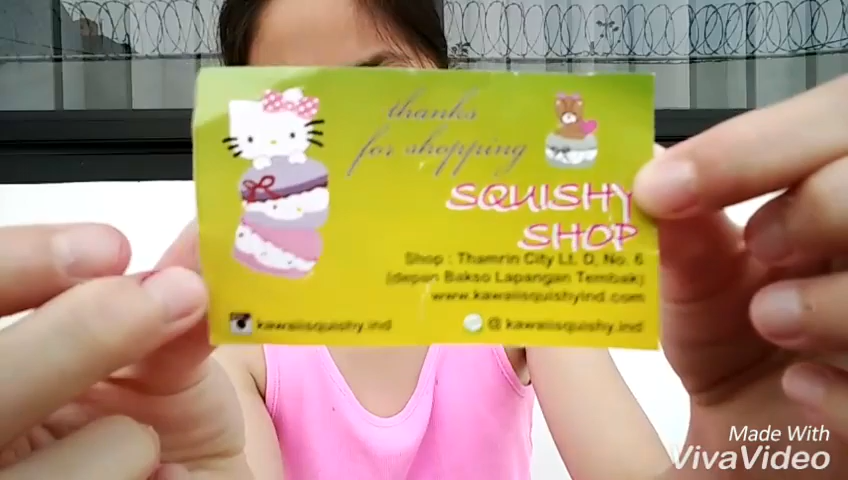 thanks
for shopping
SQUISHY
SHOP
Shop : Thamrin City Lt. D, No. 6
(depan Bakso Lapangan Tembak)
www.kawaiisquishyind.com
kawaiisquishy.ind
@ kawaiisquishy.ind
Made With
VivaVideo